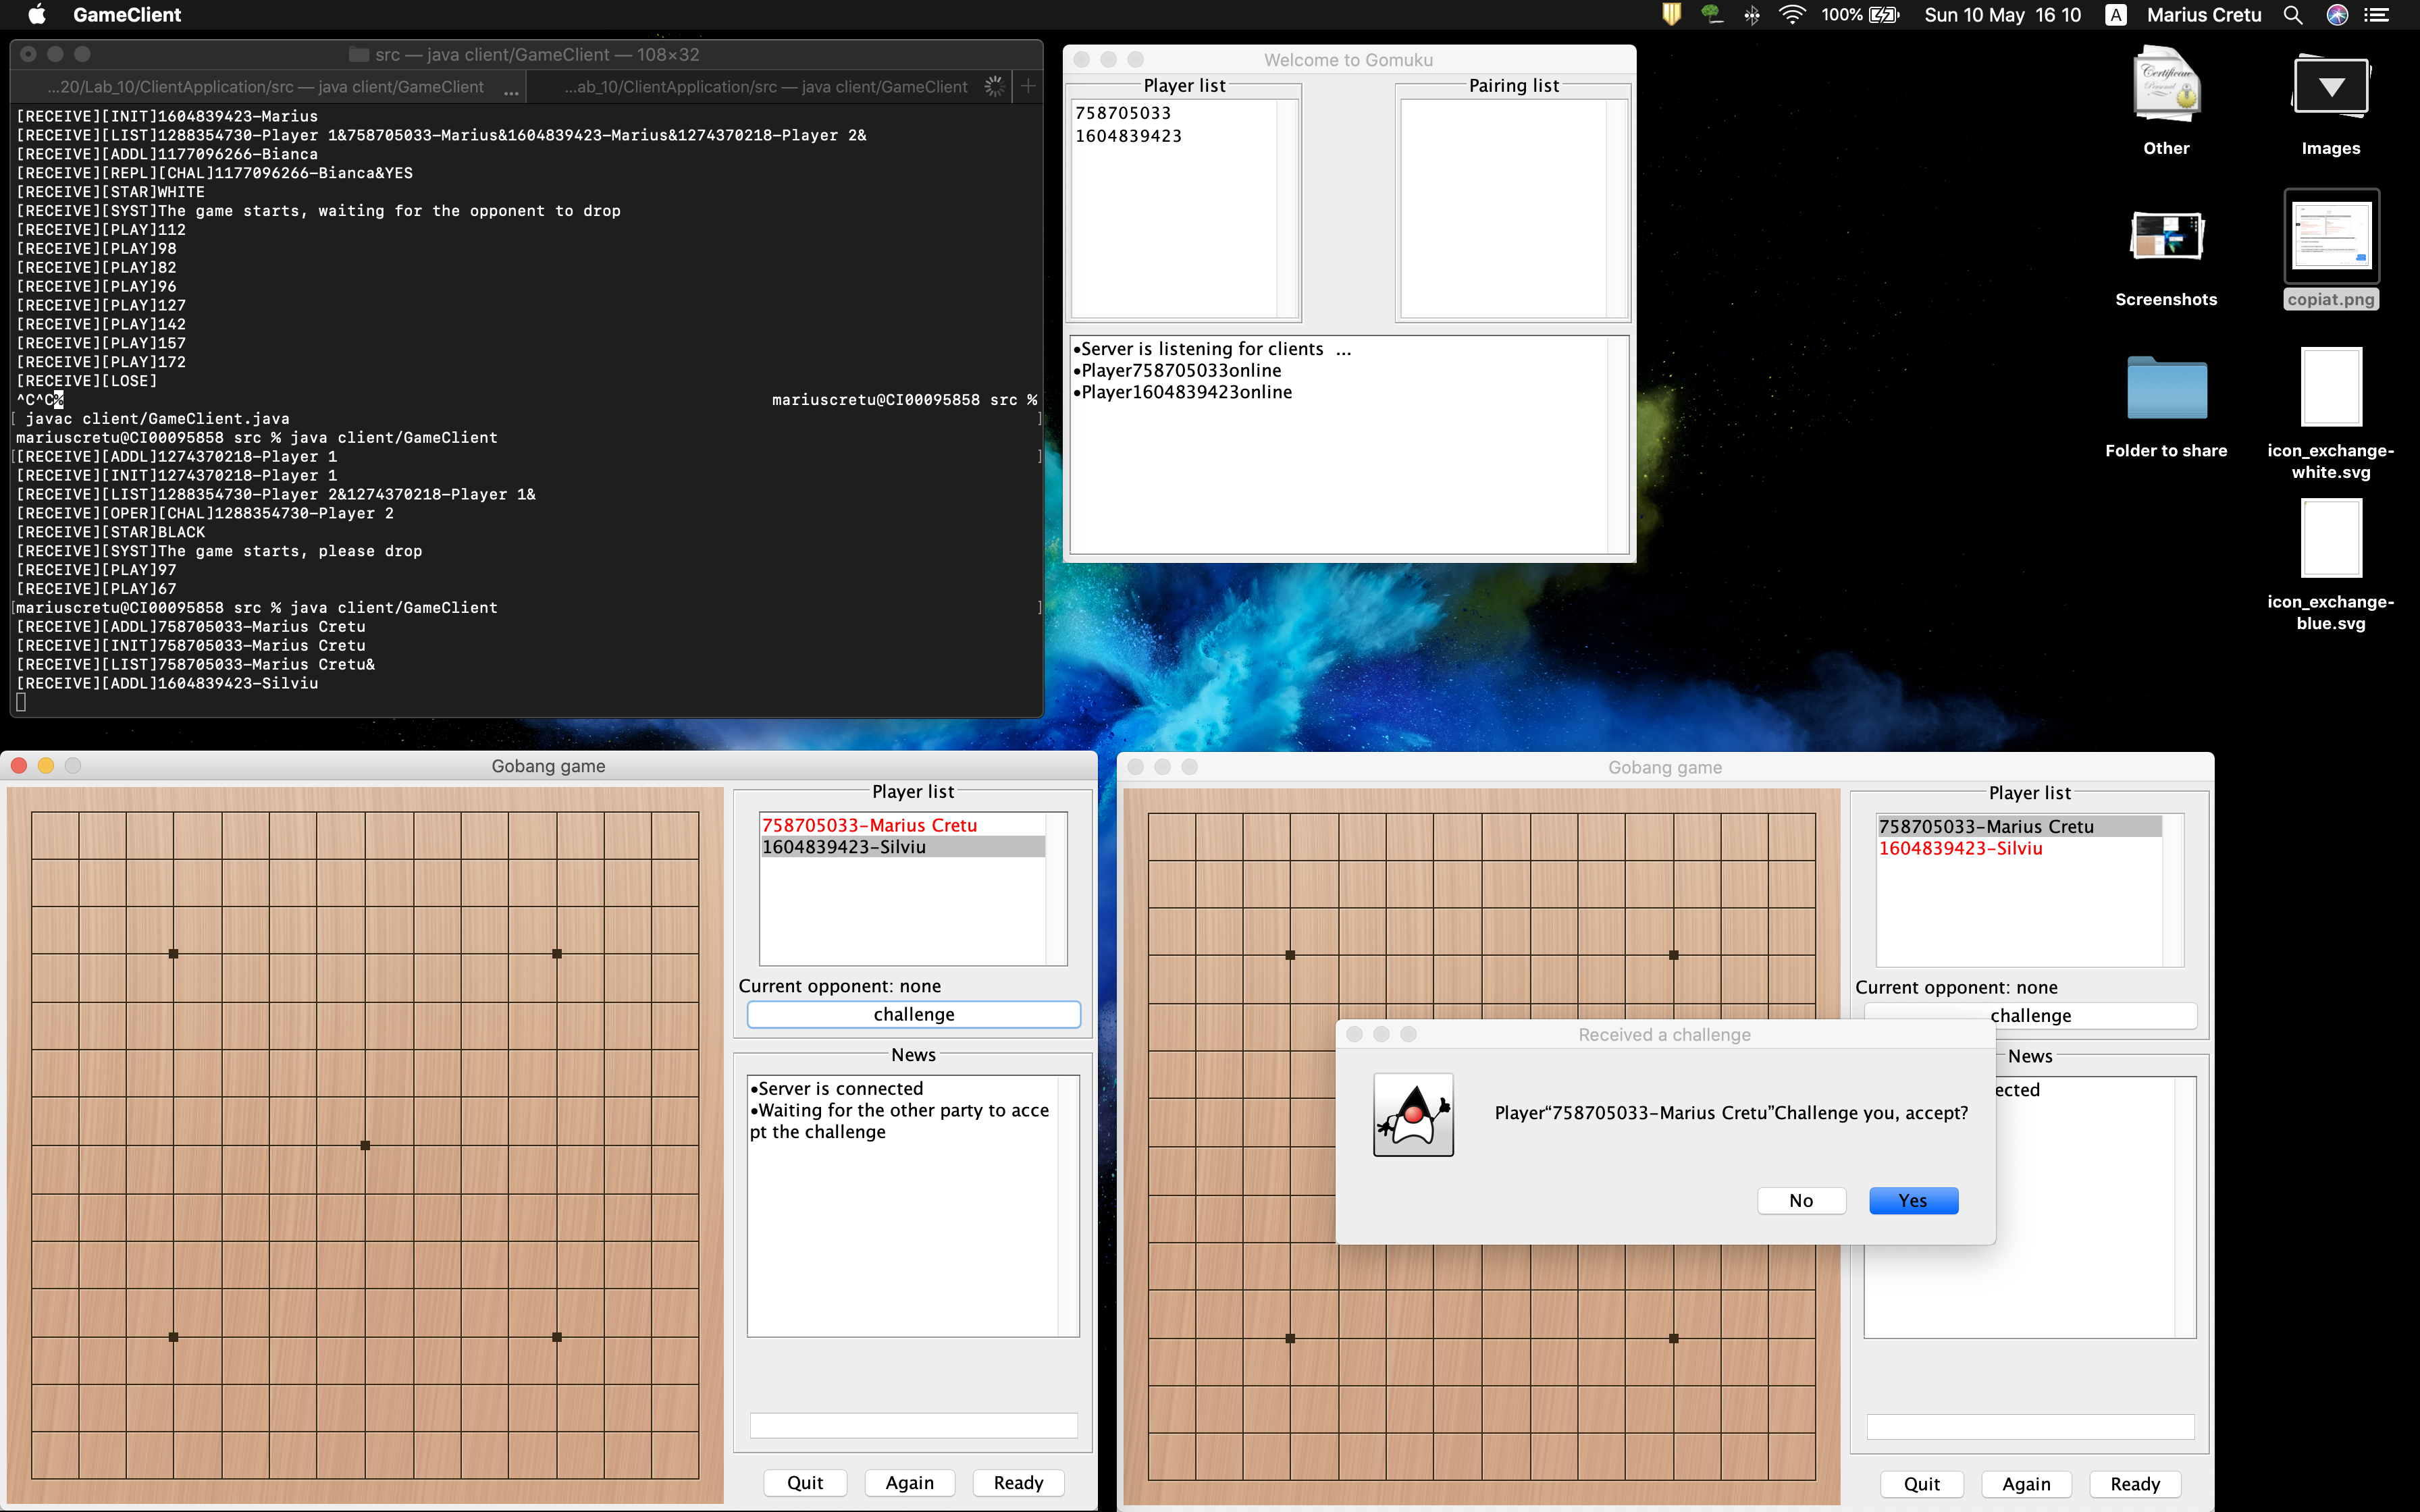 GameClient
100%
Sun 10 May 16 10
A
Marius Cretu
src — java client/GameClient — 108×32
...20/Lab_10/ClientApplication/src — java client/GameClient ...
...ab_10/ClientApplication/src — java client/GameClient
[RECEIVE][INIT]1604839423-Marius
[RECEIVE][LIST]1288354730-Player 1&758705033-Marius&1604839423-Marius&1274370218-Player 2&
[RECEIVE][ADDL]1177096266-Bianca
[RECEIVE][REPL][CHAL]1177096266-Bianca&YES
[RECEIVE][STAR]WHITE
[RECEIVE][SYST]The game starts, waiting for the opponent to drop
[RECEIVE][PLAY]112
[RECEIVE][PLAY]98
[RECEIVE][PLAY]82
[RECEIVE][PLAY]96
[RECEIVE][PLAY]127
[RECEIVE][PLAY]142
[RECEIVE][PLAY]157
[RECEIVE][PLAY]172
[RECEIVE][LOSE]
^C^C% mariuscretu@CI00095858 src %
[ javac client/GameClient.java ]
mariuscretu@CI00095858 src % java client/GameClient
[[RECEIVE][ADDL]1274370218-Player 1 ]
[RECEIVE][INIT]1274370218-Player 1
[RECEIVE][LIST]1288354730-Player 2&1274370218-Player 1&
[RECEIVE][OPER][CHAL]1288354730-Player 2
[RECEIVE][STAR]BLACK
[RECEIVE][SYST]The game starts, please drop
[RECEIVE][PLAY]97
[RECEIVE][PLAY]67
[mariuscretu@CI00095858 src % java client/GameClient ]
[RECEIVE][ADDL]758705033-Marius Cretu
[RECEIVE][INIT]758705033-Marius Cretu
[RECEIVE][LIST]758705033-Marius Cretu&
[RECEIVE][ADDL]1604839423-Silviu
Welcome to Gomuku
Player list
758705033
1604839423
Pairing list
•Server is listening for clients ...
•Player758705033online
•Player1604839423online
Other
Images
Screenshots
copiat.png
Folder to share
icon_exchange-
white.svg
icon_exchange-
blue.svg
Gobang game
Player list
758705033-Marius Cretu
1604839423-Silviu
Current opponent: none
challenge
News
•Server is connected
•Waiting for the other party to acce
pt the challenge
Quit
Again
Ready
Gobang game
Player list
758705033-Marius Cretu
1604839423-Silviu
Current opponent: none
challenge
News
ected
Received a challenge
Player“758705033-Marius Cretu”Challenge you, accept?
No
Yes
Quit
Again
Ready